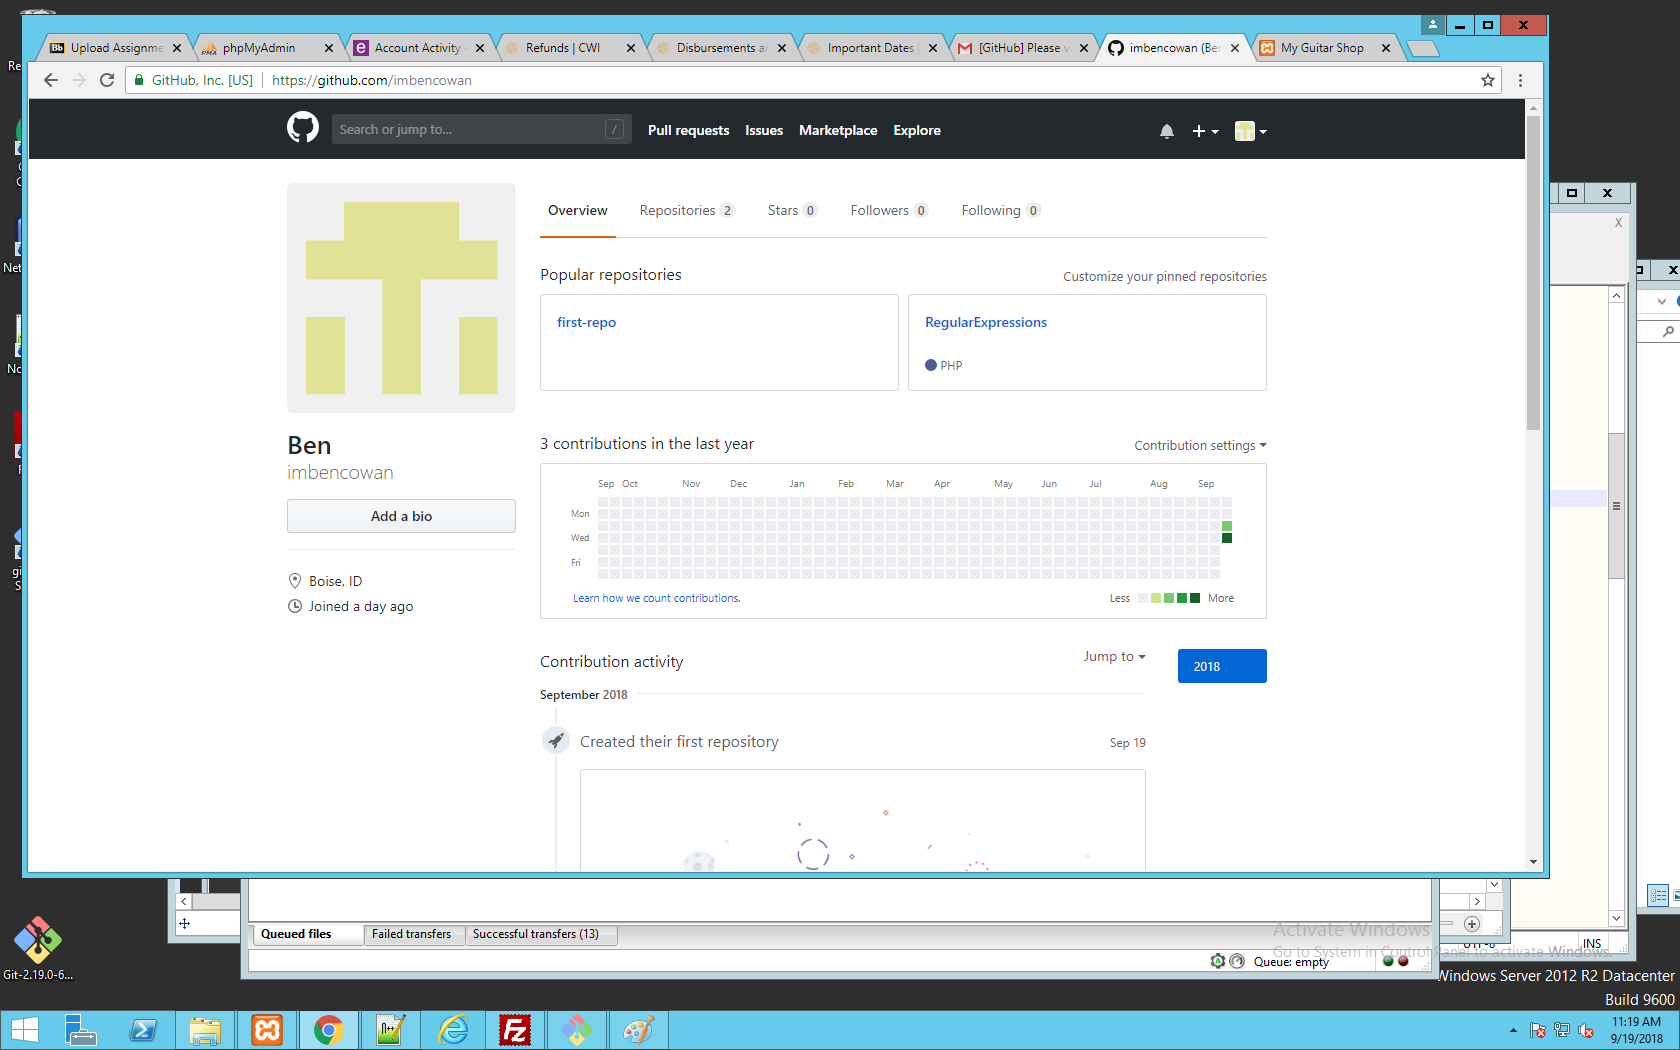 Upload Assignme
phpMyAdmin
Account Activity
Refunds | CWI
Disbursements a
Important Dates
[GitHub] Please v
imbencowan (Ber
My Guitar Shop
GitHub, Inc. [US]
https://github.com/imbencowan
Search or jump to...
/
Pull requests
Issues
Marketplace
Explore
Overview
Repositories 2
Stars 0
Followers 0
Following 0
Popular repositories
Customize your pinned repositories
first-repo
RegularExpressions
PHP
Ben
imbencowan
Add a bio
Boise, ID
Joined a day ago
3 contributions in the last year
Contribution settings
Sep Oct Nov Dec Jan Feb Mar Apr May Jun Jul Aug Sep
Mon
Wed
Fri
Learn how we count contributions.
Less
More
Contribution activity
Jump to
2018
September 2018
Created their first repository
Sep 19
Queued files
Failed transfers
Successful transfers (13)
Queue: empty
INS
Activate Windows
Go to System in Control Panel to activate Windows.
Windows Server 2012 R2 Datacenter
Build 9600
Git-2.19.0-6...
11:19 AM
9/19/2018